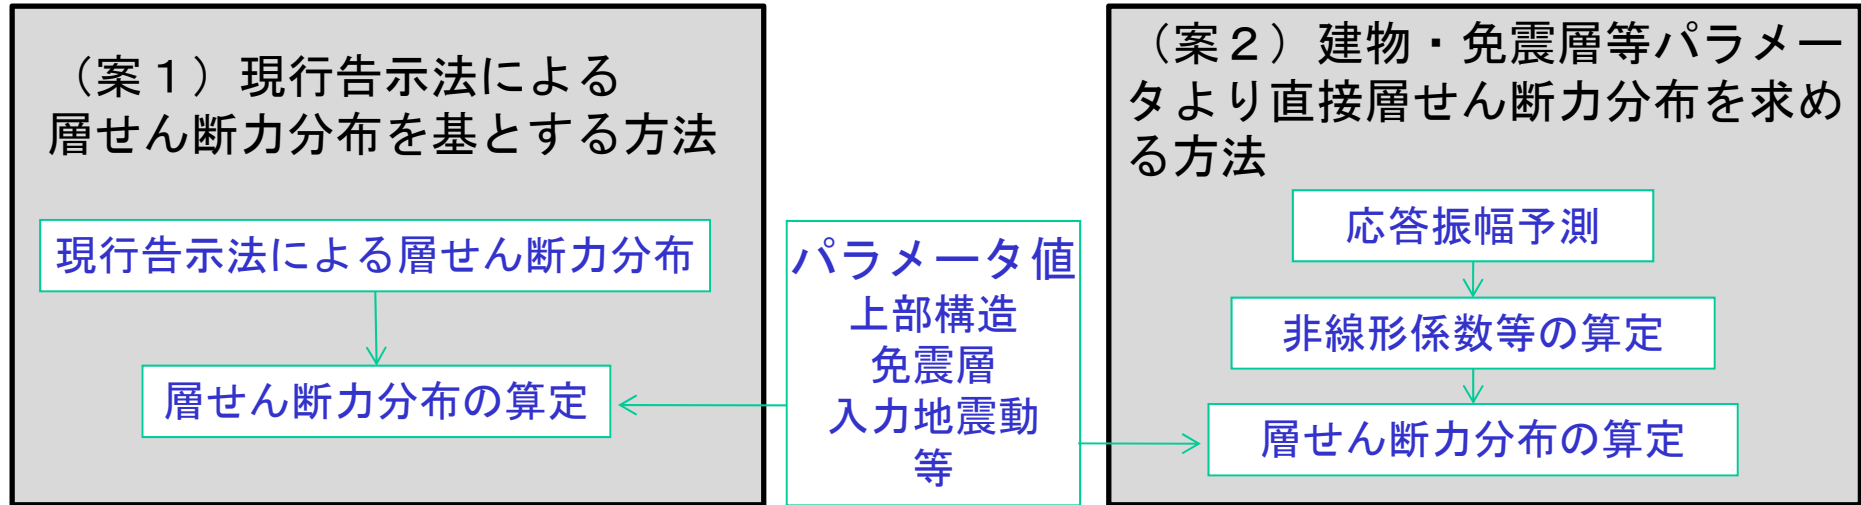 （案１）現行告示法による
層せん断力分布を基とする方法
現行告示法による層せん断力分布
層せん断力分布の算定
パラメータ値
上部構造
免震層
入力地震動
等
（案２）建物・免震層等パラメー
タより直接層せん断力分布を求め
る方法
応答振幅予測
非線形係数等の算定
層せん断力分布の算定